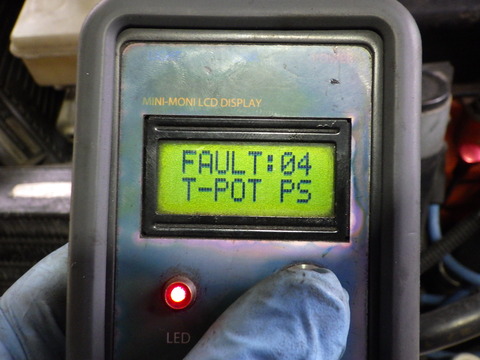 MINI-MONI LCD DISPLAY
FAULT:04
T-POT PS
LED